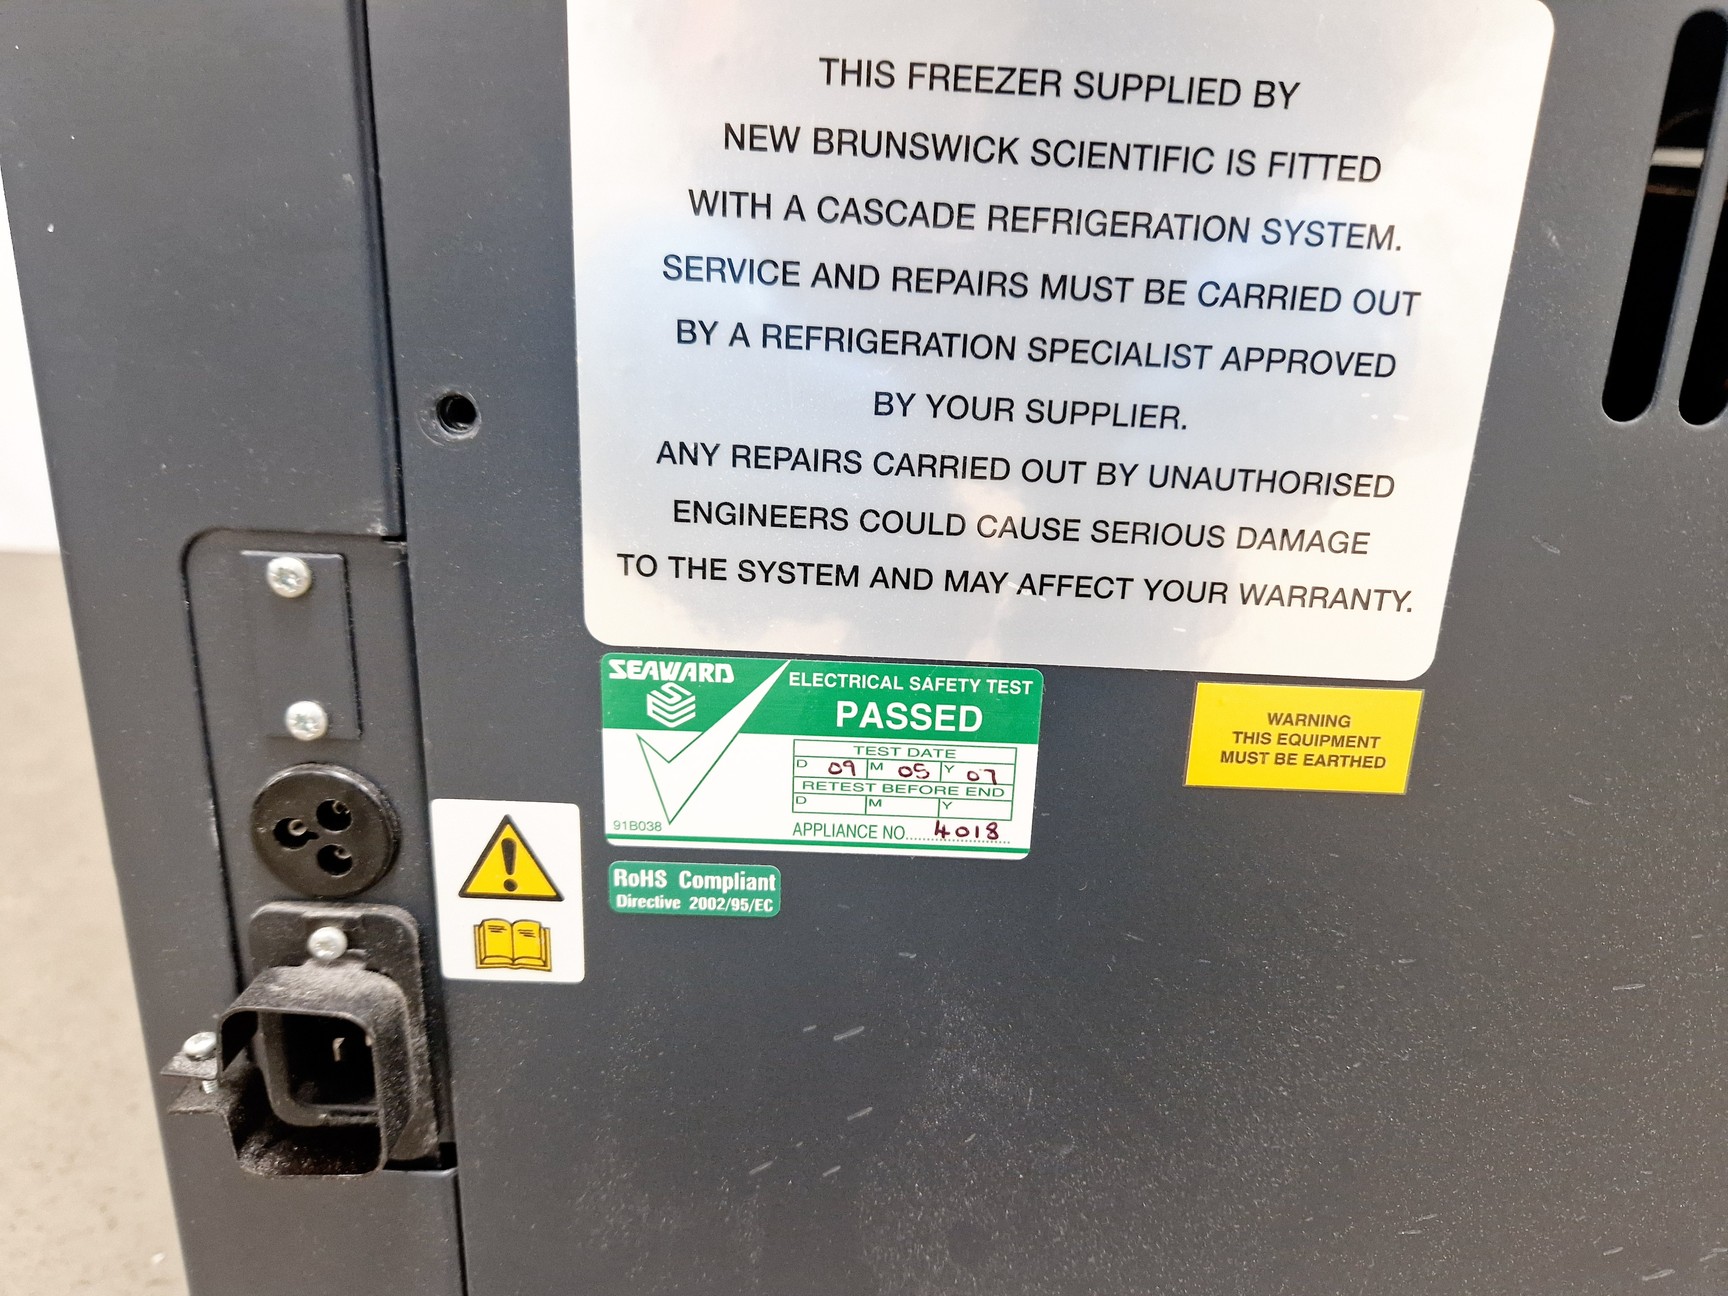 THIS FREEZER SUPPLIED BY
NEW BRUNSWICK SCIENTIFIC IS FITTED
WITH A CASCADE REFRIGERATION SYSTEM.
SERVICE AND REPAIRS MUST BE CARRIED OUT
BY A REFRIGERATION SPECIALIST APPROVED
BY YOUR SUPPLIER.
ANY REPAIRS CARRIED OUT BY UNAUTHORISED
ENGINEERS COULD CAUSE SERIOUS DAMAGE
TO THE SYSTEM AND MAY AFFECT YOUR WARRANTY.
SEAWARD
ELECTRICAL SAFETY TEST
PASSED
TEST DATE
D 09 M 05 Y 07
RETEST BEFORE END
D M Y
91B038
APPLIANCE NO. 4018
RoHS Compliant
Directive 2002/95/EC
WARNING
THIS EQUIPMENT
MUST BE EARTHED